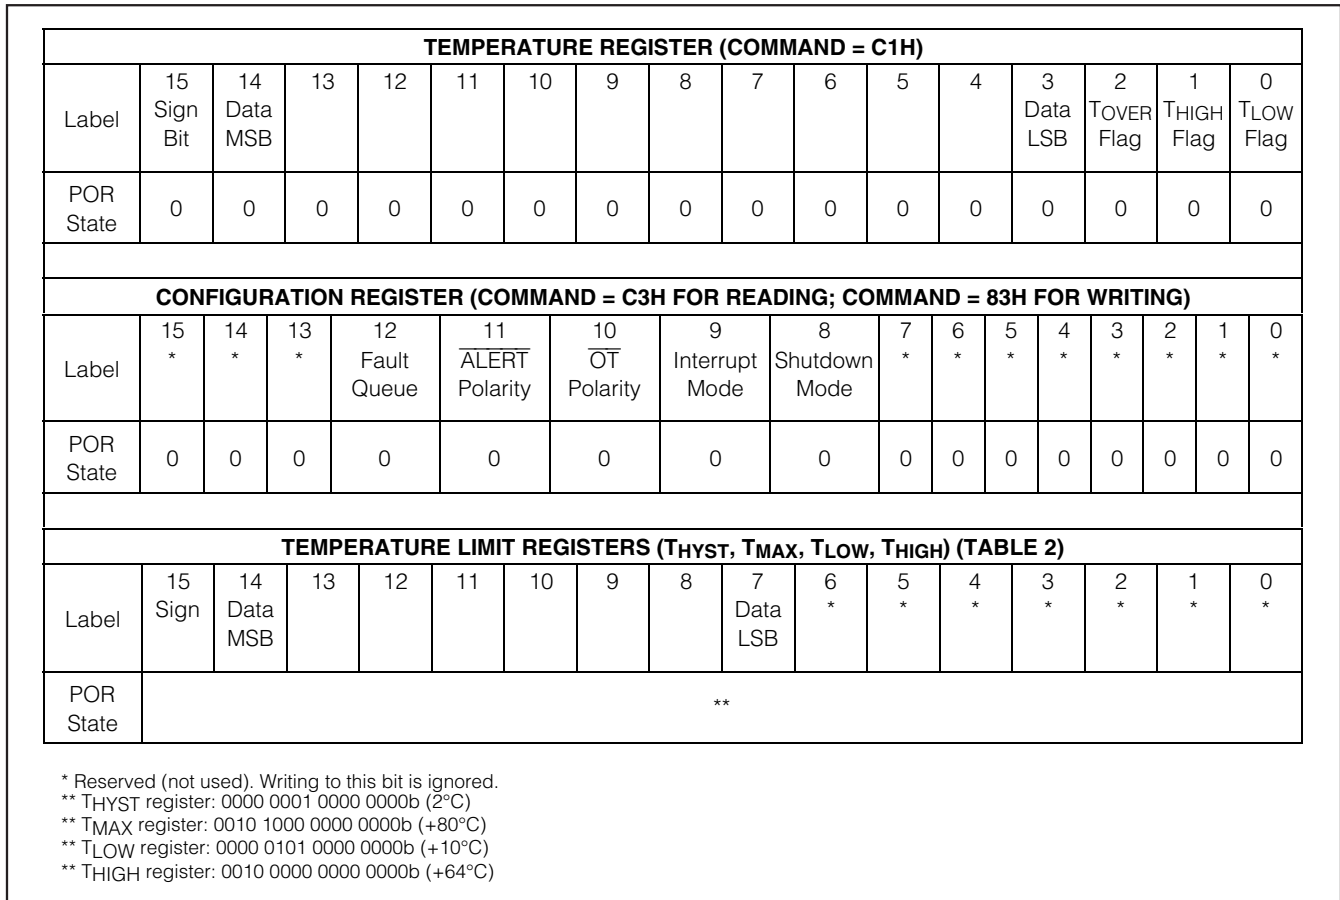 TEMPERATURE REGISTER (COMMAND = C1H)
Label 15 Sign Bit 14 Data MSB 13 12 11 10 9 8 7 6 5 4 3 Data LSB 2 TOVER Flag 1 THIGH Flag 0 TLOW Flag
POR State 0 0 0 0 0 0 0 0 0 0 0 0 0 0 0 0
CONFIGURATION REGISTER (COMMAND = C3H FOR READING; COMMAND = 83H FOR WRITING)
Label 15 * 14 * 13 * 12 Fault Queue 11 ALERT Polarity 10 OT Polarity 9 Interrupt Mode 8 Shutdown Mode 7 * 6 * 5 * 4 * 3 * 2 * 1 * 0 *
POR State 0 0 0 0 0 0 0 0 0 0 0 0 0 0 0 0
TEMPERATURE LIMIT REGISTERS (THYST, TMAX, TLOW, THIGH) (TABLE 2)
Label 15 Sign 14 Data MSB 13 12 11 10 9 8 7 Data LSB 6 * 5 * 4 * 3 * 2 * 1 * 0 *
POR State **
* Reserved (not used). Writing to this bit is ignored.
** THYST register: 0000 0001 0000 0000b (2°C)
** TMAX register: 0010 1000 0000 0000b (+80°C)
** TLOW register: 0000 0101 0000 0000b (+10°C)
** THIGH register: 0010 0000 0000 0000b (+64°C)